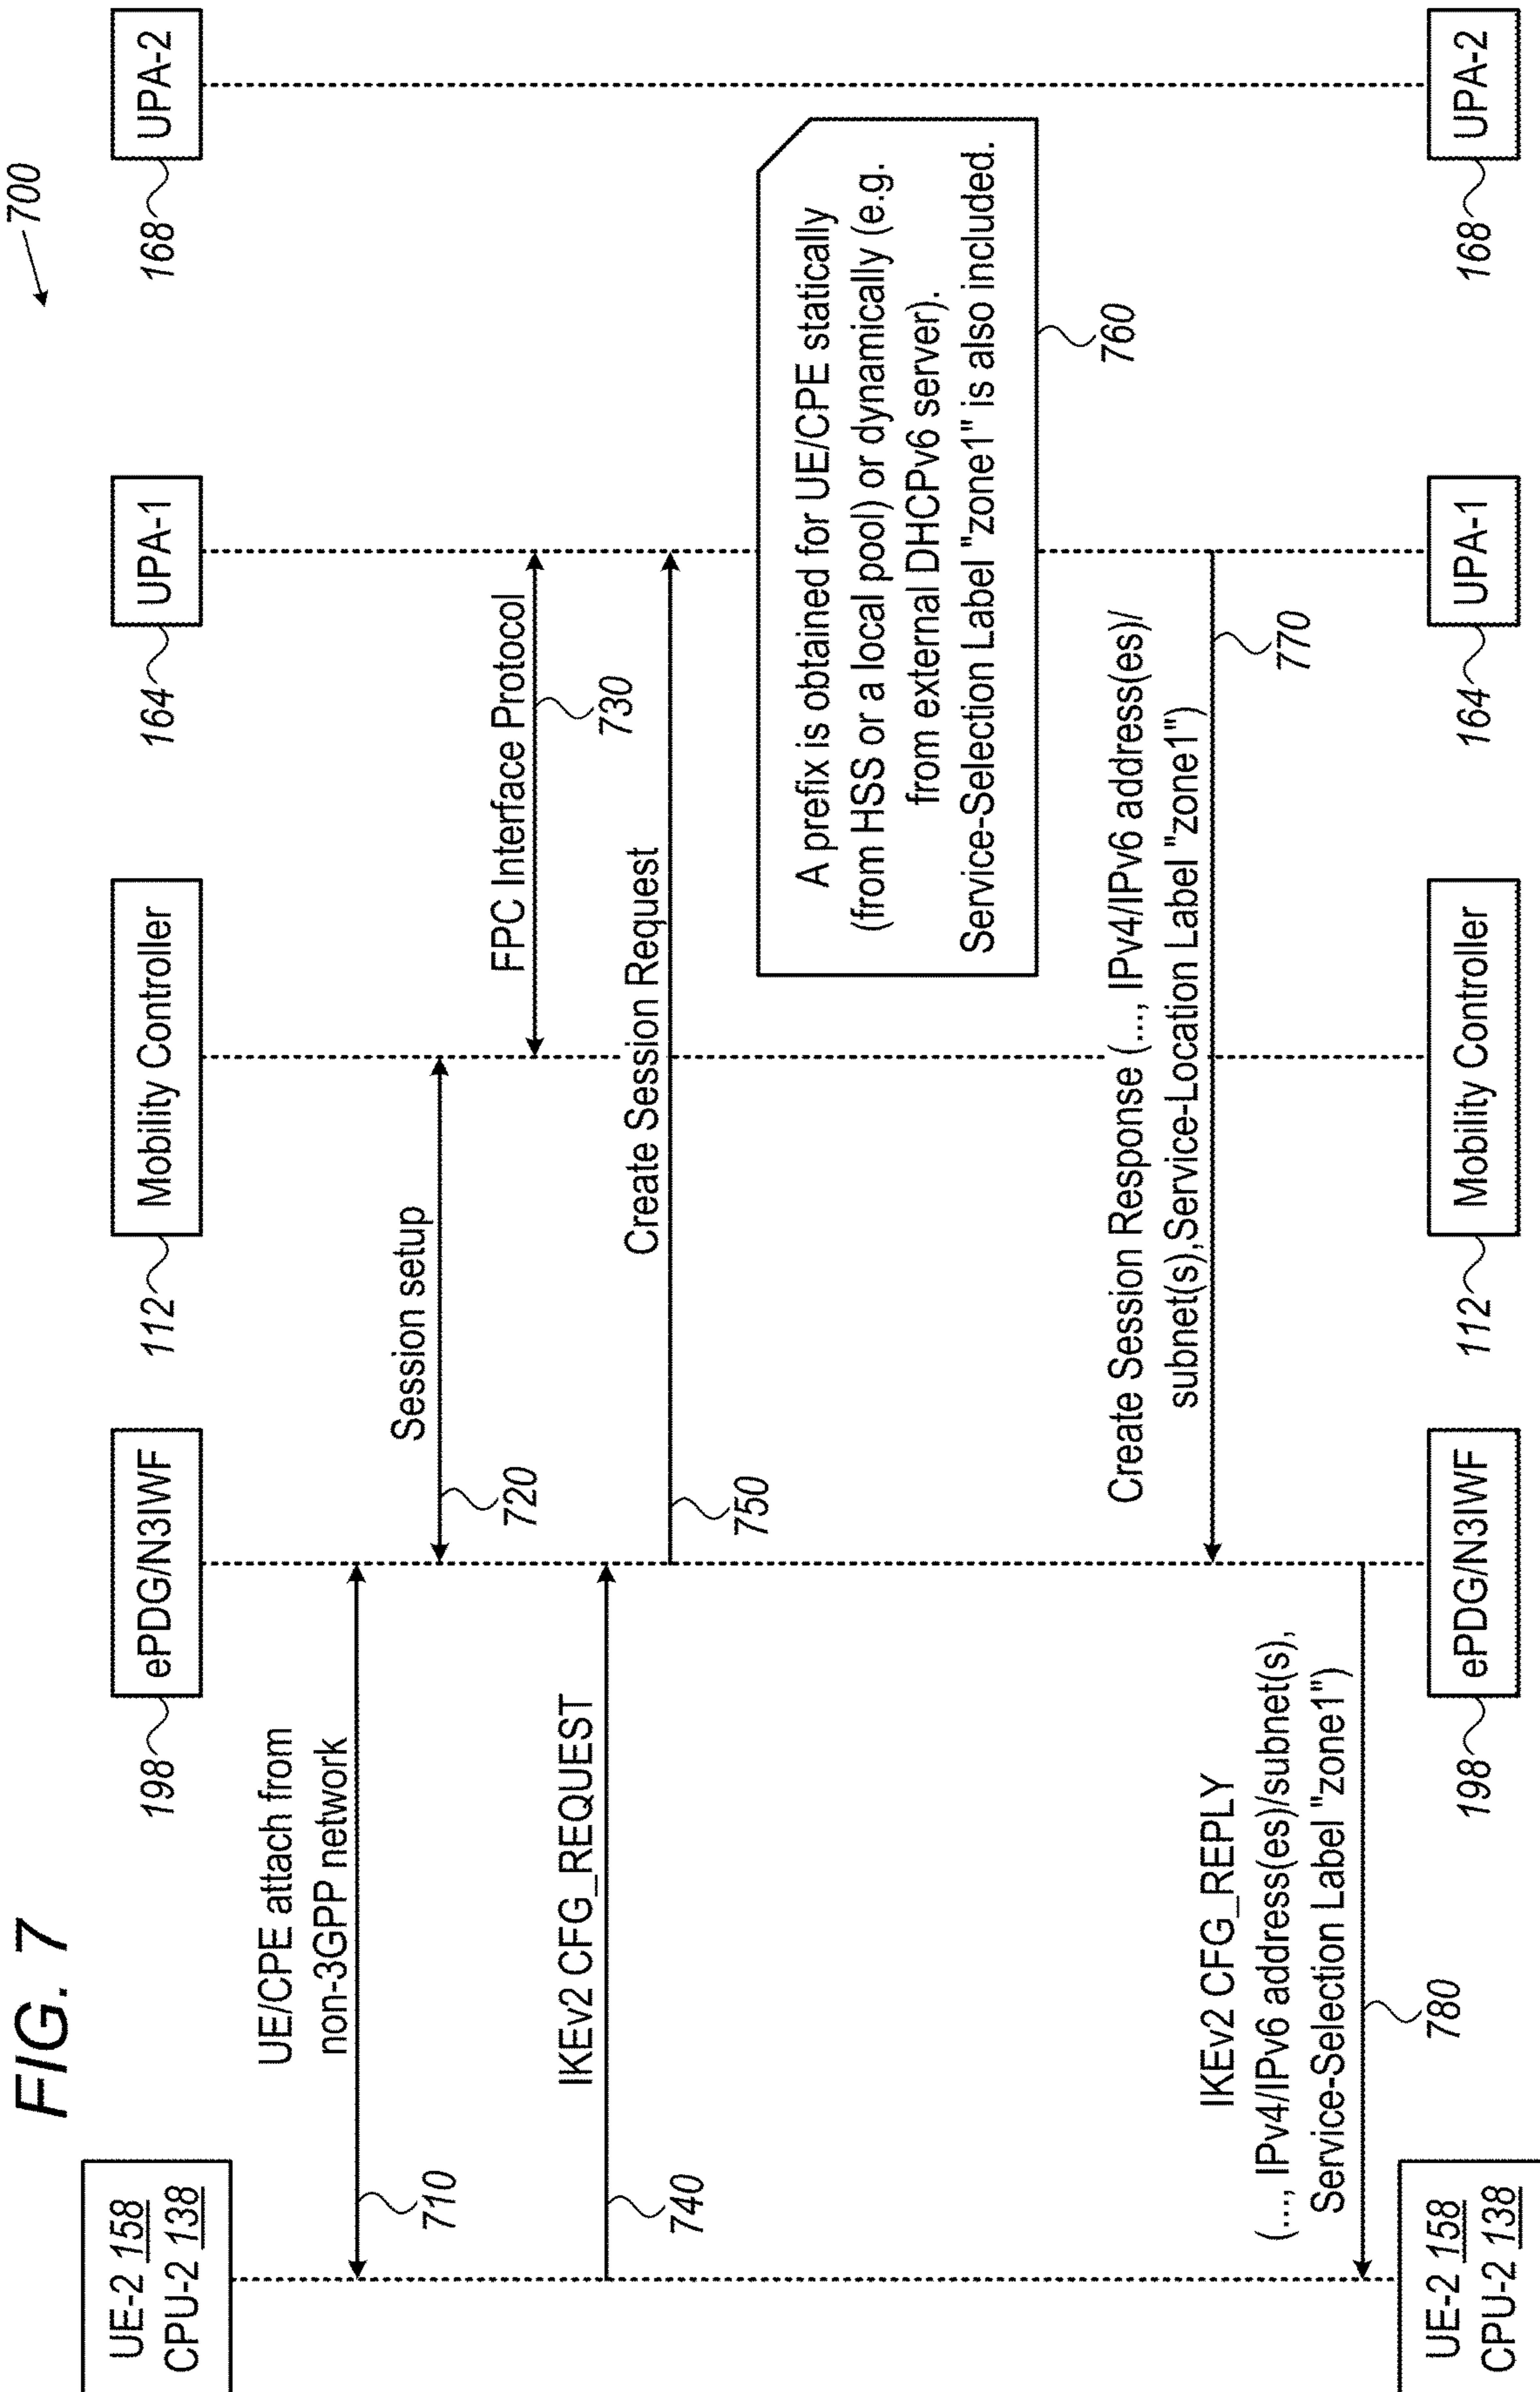 FIG. 7
700
UE-2 158
CPU-2 138
ePDG/N3IWF
198
Mobility Controller
112
UPA-1
164
UPA-2
168
UE/CPE attach from
non-3GPP network
710
Session setup
720
FPC Interface Protocol
730
IKEv2 CFG_REQUEST
740
Create Session Request
750
A prefix is obtained for UE/CPE statically
(from HSS or a local pool) or dynamically (e.g.
from external DHCPv6 server).
Service-Selection Label "zone1" is also included.
760
Create Session Response (..., IPv4/IPv6 address(es)/
subnet(s),Service-Location Label "zone1")
770
IKEv2 CFG_REPLY
(...., IPv4/IPv6 address(es)/subnet(s),
Service-Selection Label "zone1")
780
UE-2 158
CPU-2 138
ePDG/N3IWF
198
Mobility Controller
112
UPA-1
164
UPA-2
168